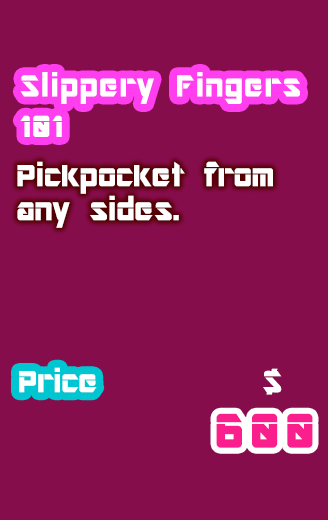 Slippery Fingers
101
Pickpocket from
any sides.
Price
$
600